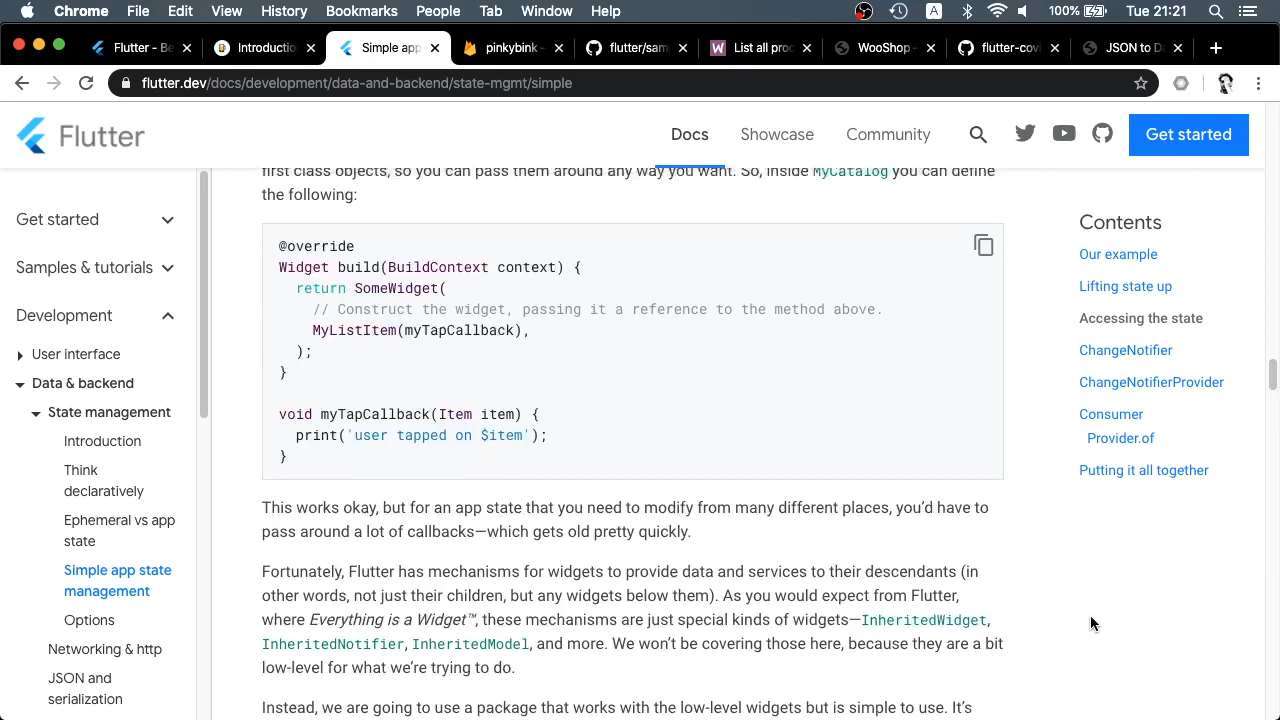 Chrome File Edit View History Bookmarks People Tab Window Help A 100% Tue 21:21
Flutter - Be Introductio Simple app pinkybink - flutter/sam List all pro WooShop - flutter-covi JSON to Da
flutter.dev/docs/development/data-and-backend/state-mgmt/simple
Flutter
Docs Showcase Community Get started
Get started
Samples & tutorials
Development
User interface
Data & backend
State management
Introduction
Think
declaratively
Ephemeral vs app
state
Simple app state
management
Options
Networking & http
JSON and
serialization
first class objects, so you can pass them around any way you want. So, inside MyCatalog you can define
the following:
@override
Widget build(BuildContext context) {
return SomeWidget(
// Construct the widget, passing it a reference to the method above.
MyListItem(myTapCallback),
);
}
void myTapCallback(Item item) {
print('user tapped on $item');
}
This works okay, but for an app state that you need to modify from many different places, you’d have to
pass around a lot of callbacks—which gets old pretty quickly.
Fortunately, Flutter has mechanisms for widgets to provide data and services to their descendants (in
other words, not just their children, but any widgets below them). As you would expect from Flutter,
where Everything is a Widget™, these mechanisms are just special kinds of widgets—InheritedWidget,
InheritedNotifier, InheritedModel, and more. We won’t be covering those here, because they are a bit
low-level for what we’re trying to do.
Instead, we are going to use a package that works with the low-level widgets but is simple to use. It’s
Contents
Our example
Lifting state up
Accessing the state
ChangeNotifier
ChangeNotifierProvider
Consumer
Provider.of
Putting it all together